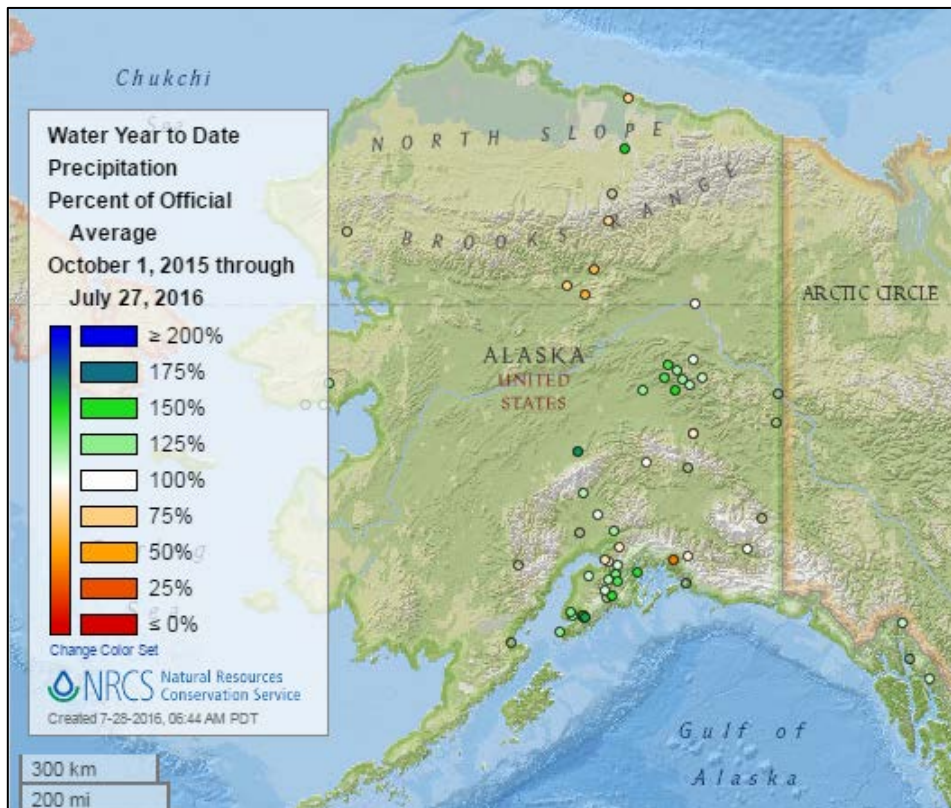 Chukchi
Sea
NORTH SLOPE
BROOKS RANGE
ARCTIC CIRCLE
ALASKA
UNITED
STATES
Gulf of
Alaska
Water Year to Date
Precipitation
Percent of Official
Average
October 1, 2015 through
July 27, 2016
≥ 200%
175%
150%
125%
100%
75%
50%
25%
≤ 0%
Change Color Set
NRCS Natural Resources
Conservation Service
Created 7-28-2016, 06:44 AM PDT
Sea
300 km
200 mi